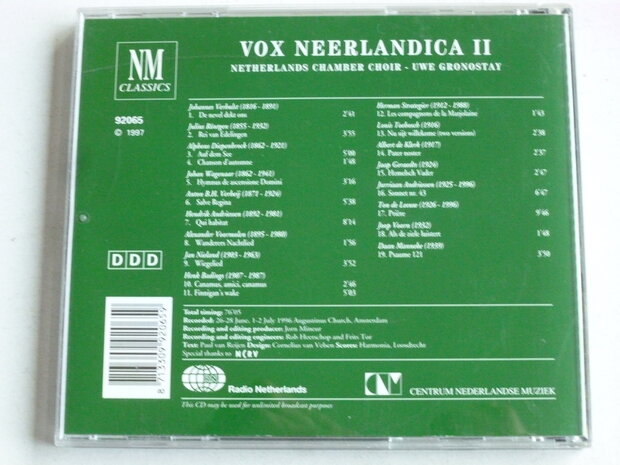 NM
CLASSICS
92065
© 1997
VOX NEERLANDICA II
NETHERLANDS CHAMBER CHOIR - UWE GRONOSTAY
Johannes Verhulst (1816 - 1891)
1. De nevel dekt ons 2'41
Julius Röntgen (1855 - 1932)
2. Rei van Edelingen 3'55
Alphons Diepenbrock (1862 - 1921)
3. Auf dem See 5'00
4. Chanson d'automne 1'48
Johan Wagenaar (1862 - 1941)
5. Hymnus de ascensione Domini 3'16
Anton B.H. Verheij (1871 - 1924)
6. Salve Regina 5'38
Hendrik Andriessen (1892 - 1981)
7. Qui habitat 8'14
Alexander Voormolen (1895 - 1980)
8. Wanderers Nachtlied 1'56
Jan Nieland (1903 - 1963)
9. Wiegelied 3'52
Henk Badings (1907 - 1987)
10. Canamus, amici, canamus 2'46
11. Finnigan's wake 5'03
Herman Strategier (1912 - 1988)
12. Les compagnons de la Marjolaine 1'43
Louis Toebosch (1916)
13. Nu sijt willekome (two versions) 2'38
Albert de Klerk (1917)
14. Pater noster 2'37
Jaap Geraedts (1924)
15. Hemelsch Vader 2'47
Jurriaan Andriessen (1925 - 1996)
16. Sonnet nr. 43 6'47
Ton de Leeuw (1926 - 1996)
17. Prière 9'46
Joop Voorn (1932)
18. Als de ziele luistert 1'48
Daan Manneke (1939)
19. Psaume 121 3'50
DDD
Total timing: 76'05
Recorded: 26-28 June, 1-2 July 1996 Augustinus Church, Amsterdam
Recording and editing producer: Jorn Mineur
Recording and editing engineers: Rob Heerschop and Frits Tor
Text: Paul van Reijen Design: Cornelius van Velsen Scores: Harmonia, Loosdrecht
Special thanks to NCRV
8 713309 920659
Radio Netherlands
CNM
CENTRUM NEDERLANDSE MUZIEK
This CD may be used for unlimited broadcast purposes